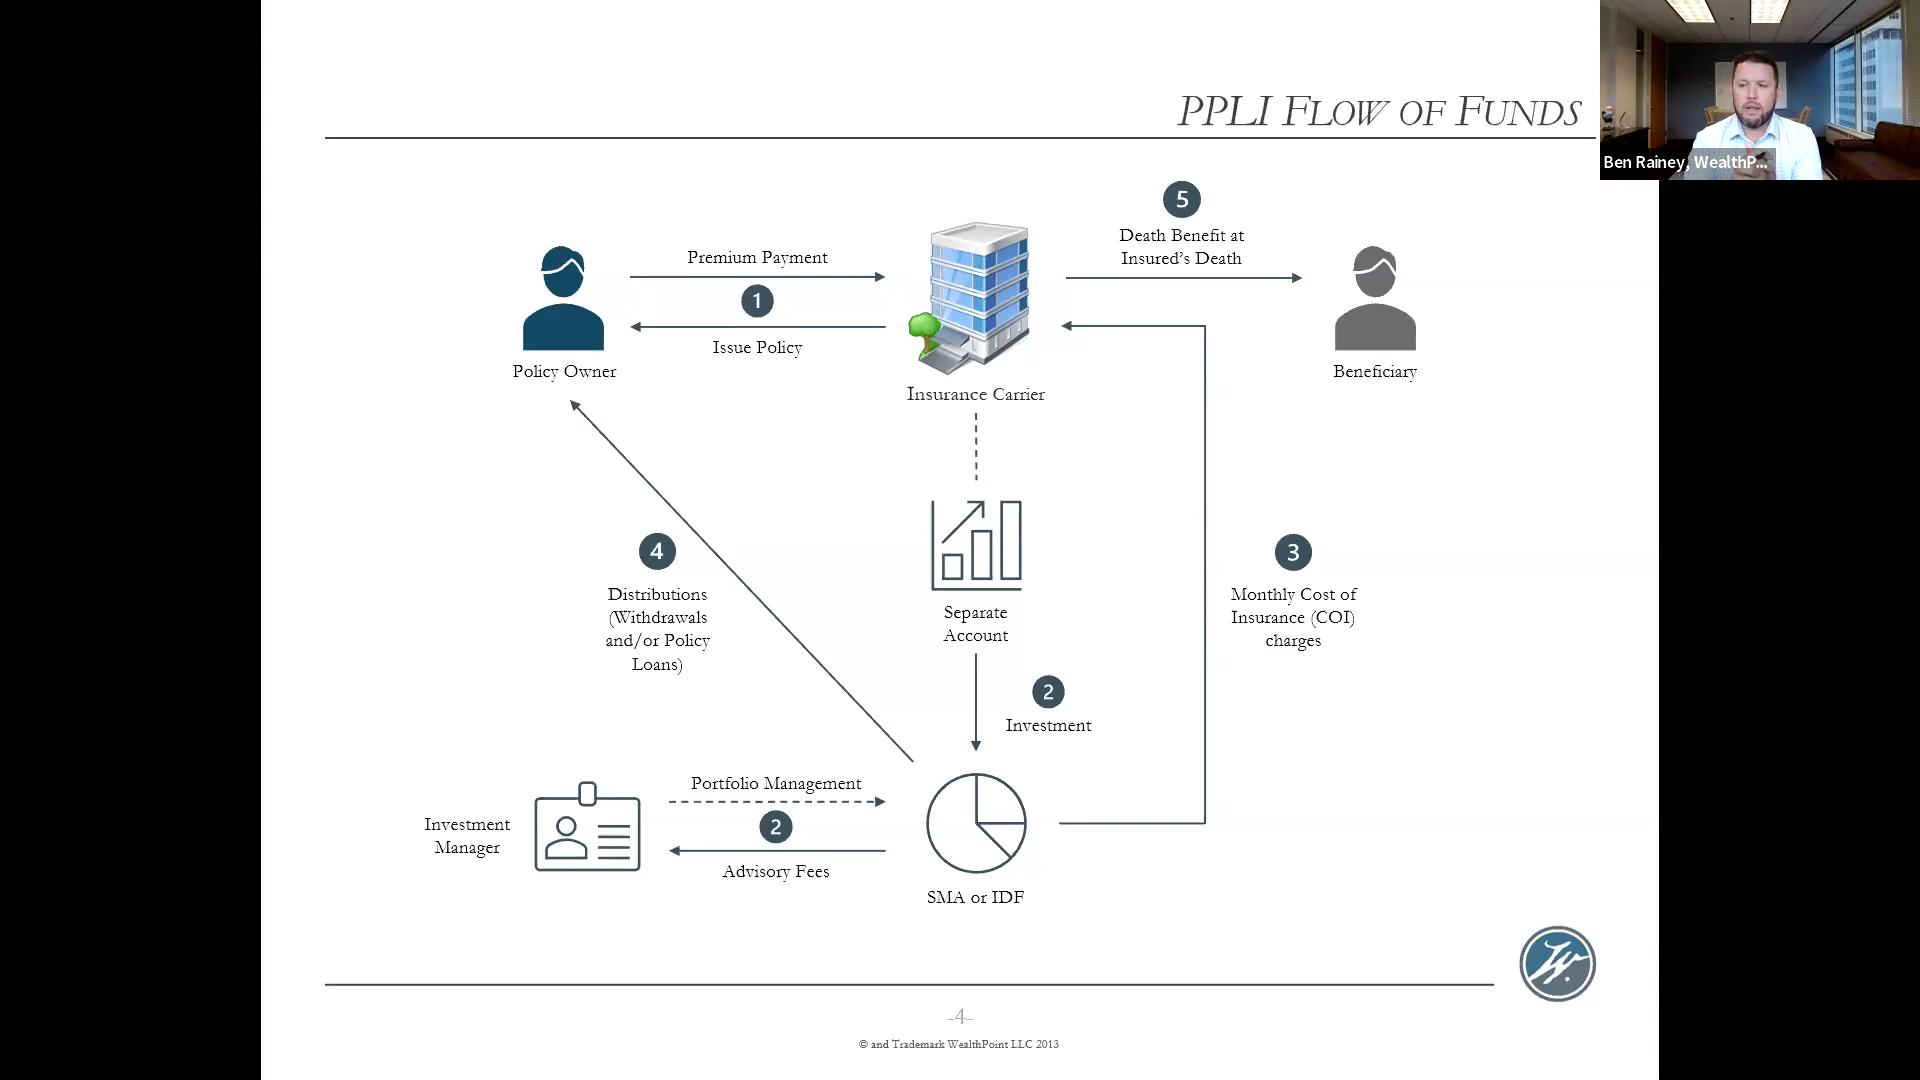 PPLI FLOW OF FUNDS
Ben Rainey, WealthP...
5
Death Benefit at
Insured's Death
Premium Payment
1
Issue Policy
Policy Owner
Insurance Carrier
Beneficiary
4
Distributions
(Withdrawals
and/or Policy
Loans)
Separate
Account
3
Monthly Cost of
Insurance (COI)
charges
2
Investment
Portfolio Management
2
Advisory Fees
Investment
Manager
SMA or IDF
-4-
© and Trademark WealthPoint LLC 2013